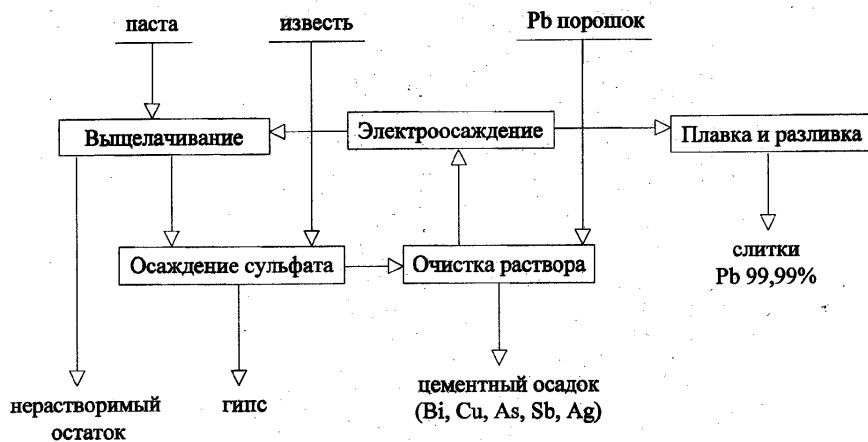 паста
известь
Pb порошок
Выщелачивание
Электроосаждение
Плавка и разливка
Осаждение сульфата
Очистка раствора
слитки
Pb 99,99%
нерастворимый
остаток
гипс
цементный осадок
(Bi, Cu, As, Sb, Ag)